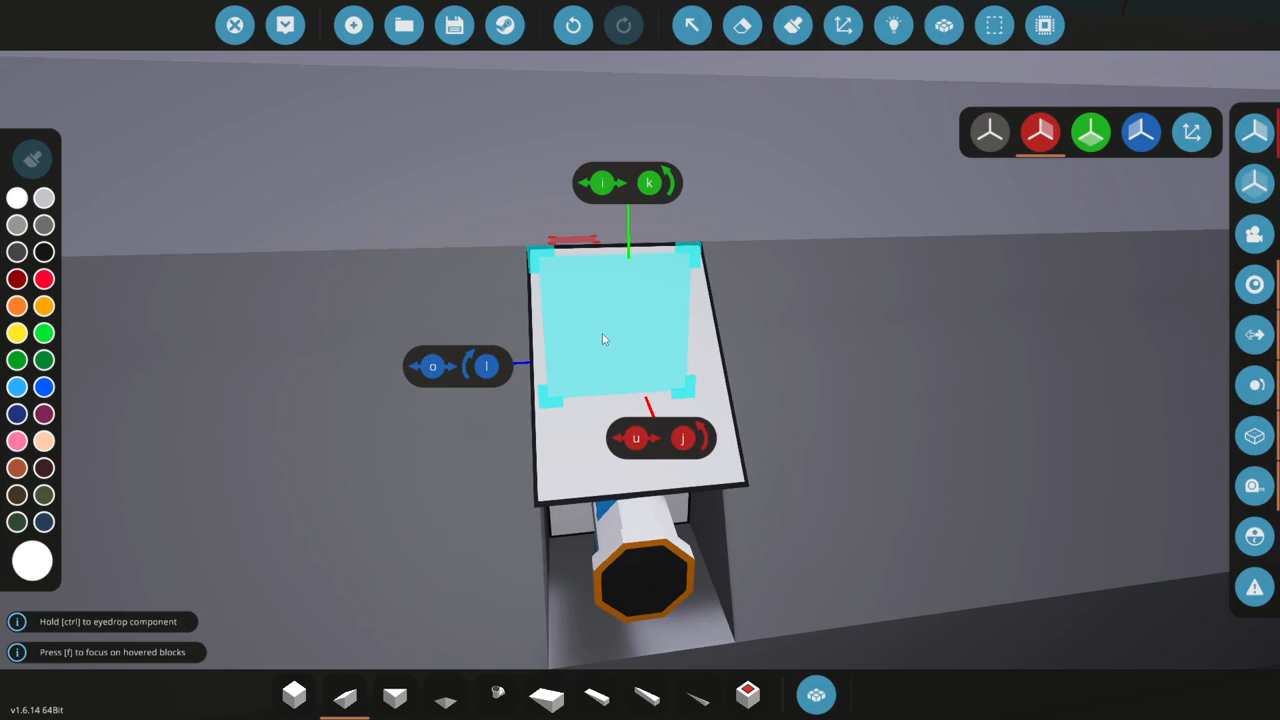 i k
o l
u j
Hold [ctrl] to eyedrop component
Press [f] to focus on hovered blocks
v1.6.14 64Bit